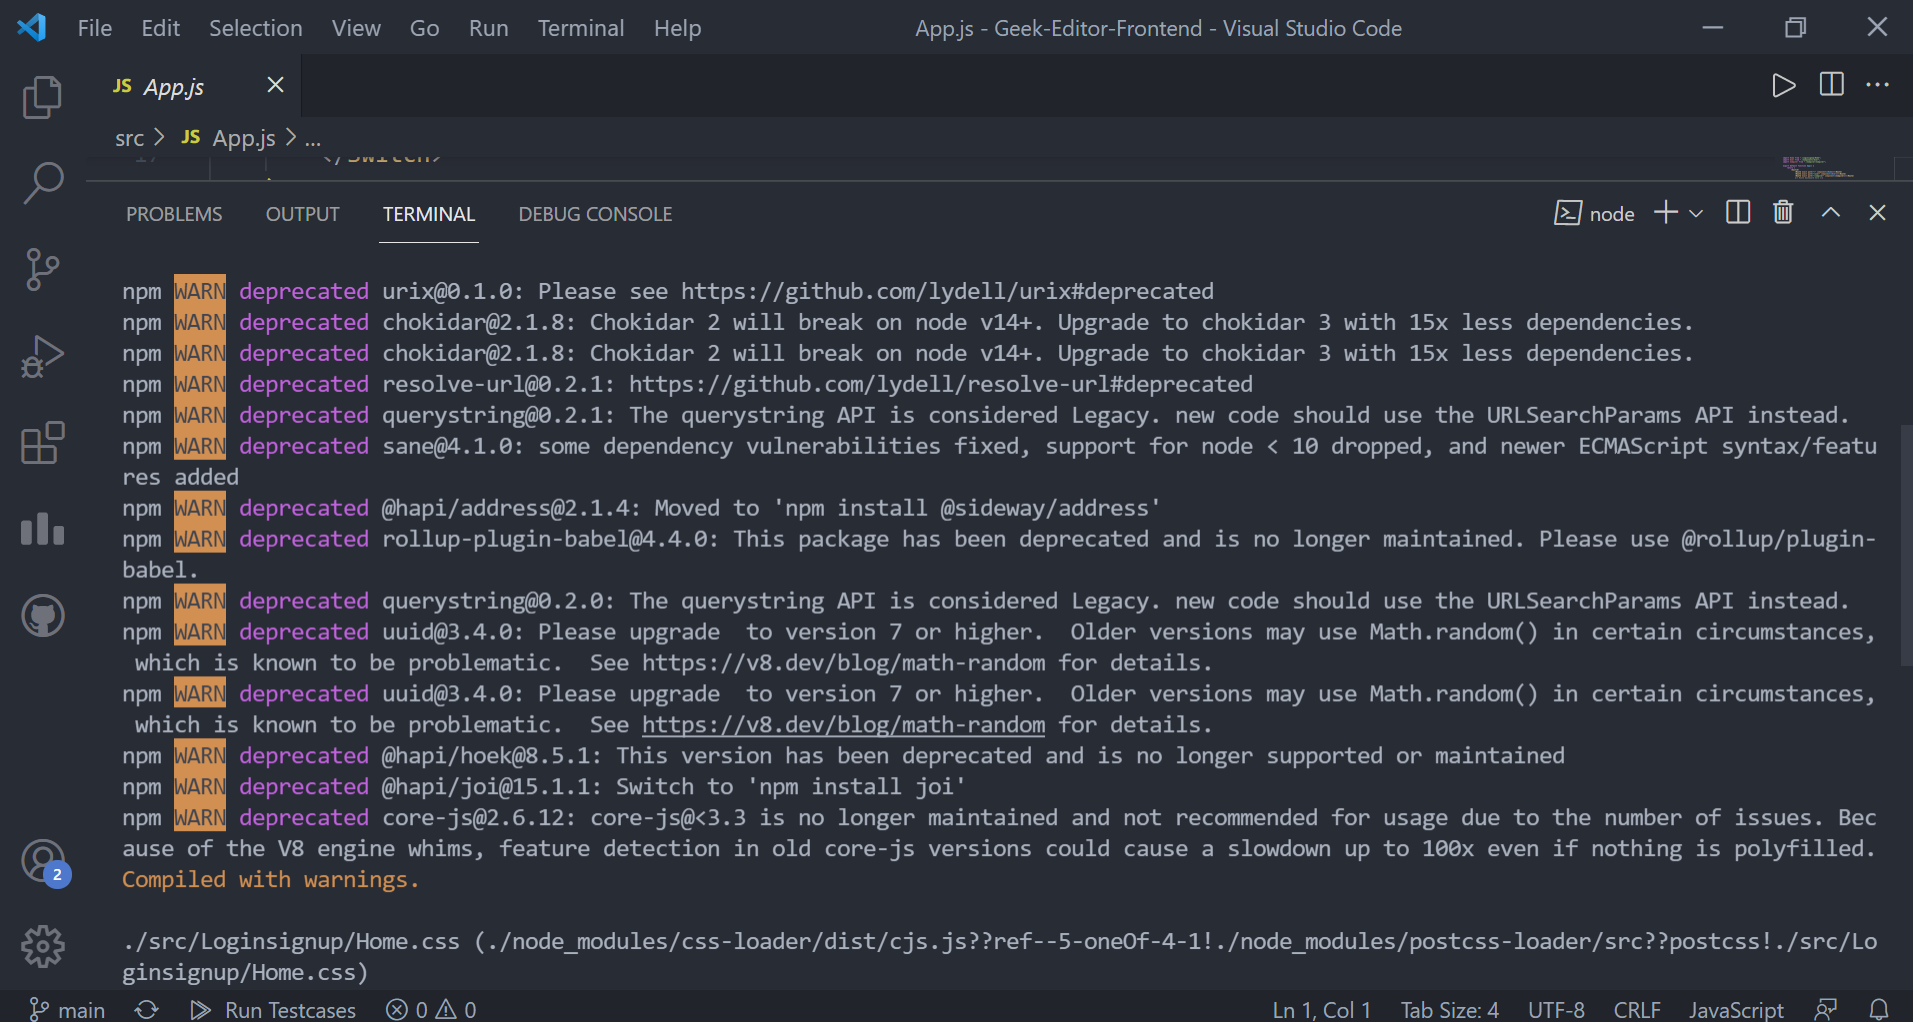 File Edit Selection View Go Run Terminal Help App.js - Geek-Editor-Frontend - Visual Studio Code
JS App.js
src > JS App.js > ...
</Switch>
PROBLEMS OUTPUT TERMINAL DEBUG CONSOLE node
npm WARN deprecated urix@0.1.0: Please see https://github.com/lydell/urix#deprecated
npm WARN deprecated chokidar@2.1.8: Chokidar 2 will break on node v14+. Upgrade to chokidar 3 with 15x less dependencies.
npm WARN deprecated chokidar@2.1.8: Chokidar 2 will break on node v14+. Upgrade to chokidar 3 with 15x less dependencies.
npm WARN deprecated resolve-url@0.2.1: https://github.com/lydell/resolve-url#deprecated
npm WARN deprecated querystring@0.2.1: The querystring API is considered Legacy. new code should use the URLSearchParams API instead.
npm WARN deprecated sane@4.1.0: some dependency vulnerabilities fixed, support for node < 10 dropped, and newer ECMAScript syntax/featu
res added
npm WARN deprecated @hapi/address@2.1.4: Moved to 'npm install @sideway/address'
npm WARN deprecated rollup-plugin-babel@4.4.0: This package has been deprecated and is no longer maintained. Please use @rollup/plugin-
babel.
npm WARN deprecated querystring@0.2.0: The querystring API is considered Legacy. new code should use the URLSearchParams API instead.
npm WARN deprecated uuid@3.4.0: Please upgrade  to version 7 or higher.  Older versions may use Math.random() in certain circumstances,
 which is known to be problematic.  See https://v8.dev/blog/math-random for details.
npm WARN deprecated uuid@3.4.0: Please upgrade  to version 7 or higher.  Older versions may use Math.random() in certain circumstances,
 which is known to be problematic.  See https://v8.dev/blog/math-random for details.
npm WARN deprecated @hapi/hoek@8.5.1: This version has been deprecated and is no longer supported or maintained
npm WARN deprecated @hapi/joi@15.1.1: Switch to 'npm install joi'
npm WARN deprecated core-js@2.6.12: core-js@<3.3 is no longer maintained and not recommended for usage due to the number of issues. Bec
ause of the V8 engine whims, feature detection in old core-js versions could cause a slowdown up to 100x even if nothing is polyfilled.
Compiled with warnings.
./src/Loginsignup/Home.css (./node_modules/css-loader/dist/cjs.js??ref--5-oneOf-4-1!./node_modules/postcss-loader/src??postcss!./src/Lo
ginsignup/Home.css)
2
main Run Testcases 0 0 Ln 1, Col 1 Tab Size: 4 UTF-8 CRLF JavaScript